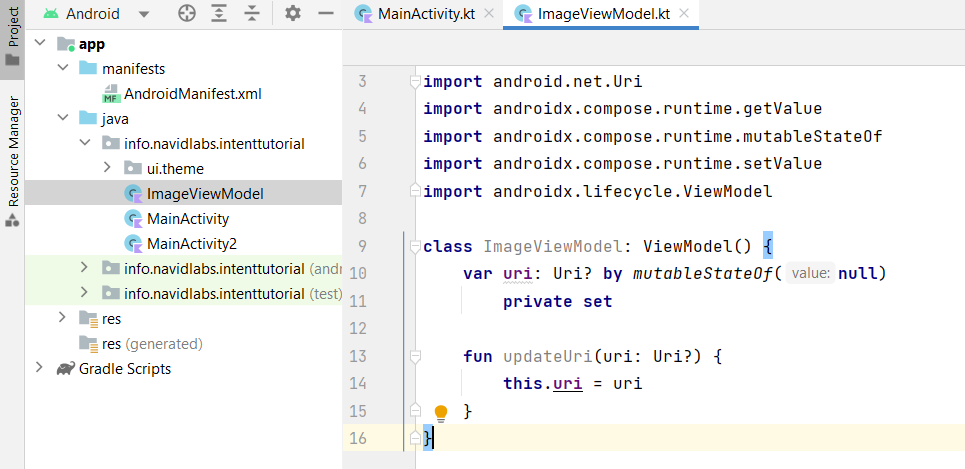 Project
Resource Manager
Android
app
manifests
AndroidManifest.xml
java
info.navidlabs.intenttutorial
ui.theme
ImageViewModel
MainActivity
MainActivity2
info.navidlabs.intenttutorial (andr
info.navidlabs.intenttutorial (test)
res
res (generated)
Gradle Scripts
MainActivity.kt
ImageViewModel.kt
3 import android.net.Uri
4 import androidx.compose.runtime.getValue
5 import androidx.compose.runtime.mutableStateOf
6 import androidx.compose.runtime.setValue
7 import androidx.lifecycle.ViewModel
8
9 class ImageViewModel: ViewModel() {
10 var uri: Uri? by mutableStateOf( value: null)
11 private set
12
13 fun updateUri(uri: Uri?) {
14 this.uri = uri
15 }
16 }